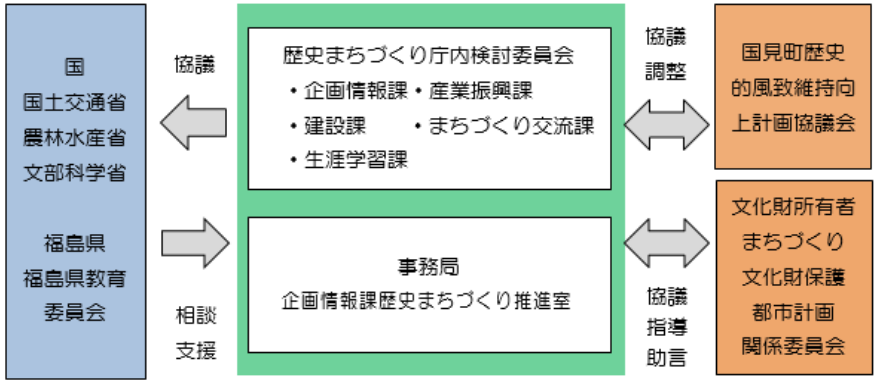 国
国土交通省
農林水産省
文部科学省
福島県
福島県教育
委員会
協議
相談
支援
歴史まちづくり庁内検討委員会
・企画情報課・産業振興課
・建設課　　・まちづくり交流課
・生涯学習課
事務局
企画情報課歴史まちづくり推進室
協議
調整
協議
指導
助言
国見町歴史
的風致維持向
上計画協議会
文化財所有者
まちづくり
文化財保護
都市計画
関係委員会